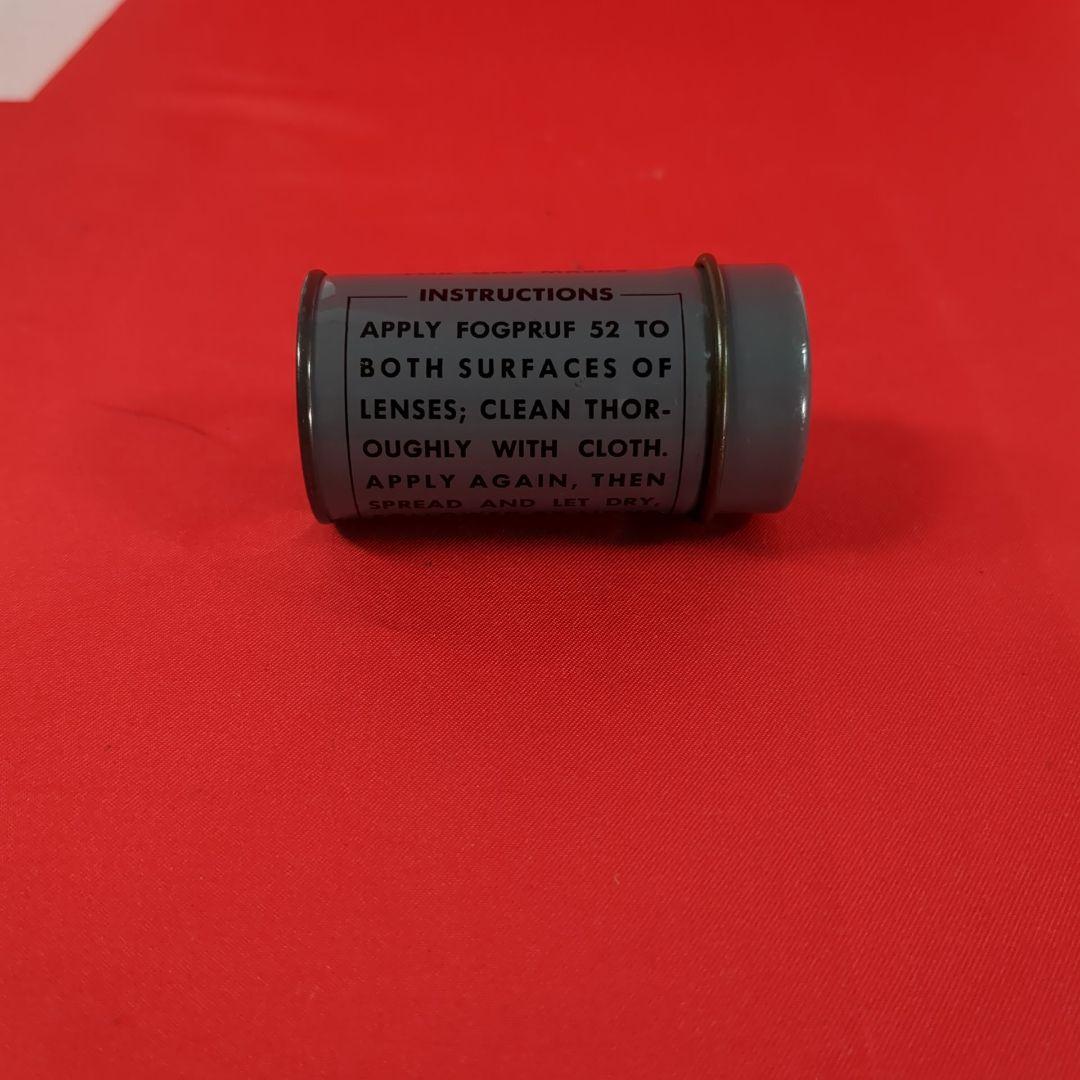 INSTRUCTIONS
APPLY FOGPRUF 52 TO
BOTH SURFACES OF
LENSES; CLEAN THOR-
OUGHLY WITH CLOTH.
APPLY AGAIN, THEN
SPREAD AND LET DRY,